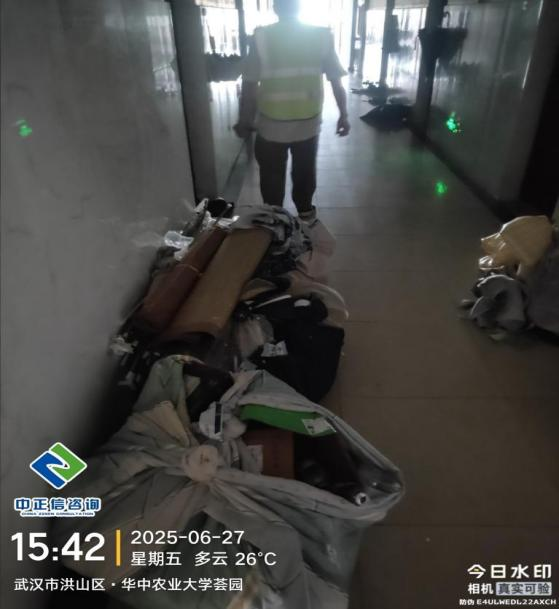 中正信咨询
CHINA ZOXIN CONSULTATION
15:42
2025-06-27
星期五 多云 26°C
武汉市洪山区·华中农业大学荟园
今日水印
相机 真实可验
防伪 E4ULWEDL22AXCH